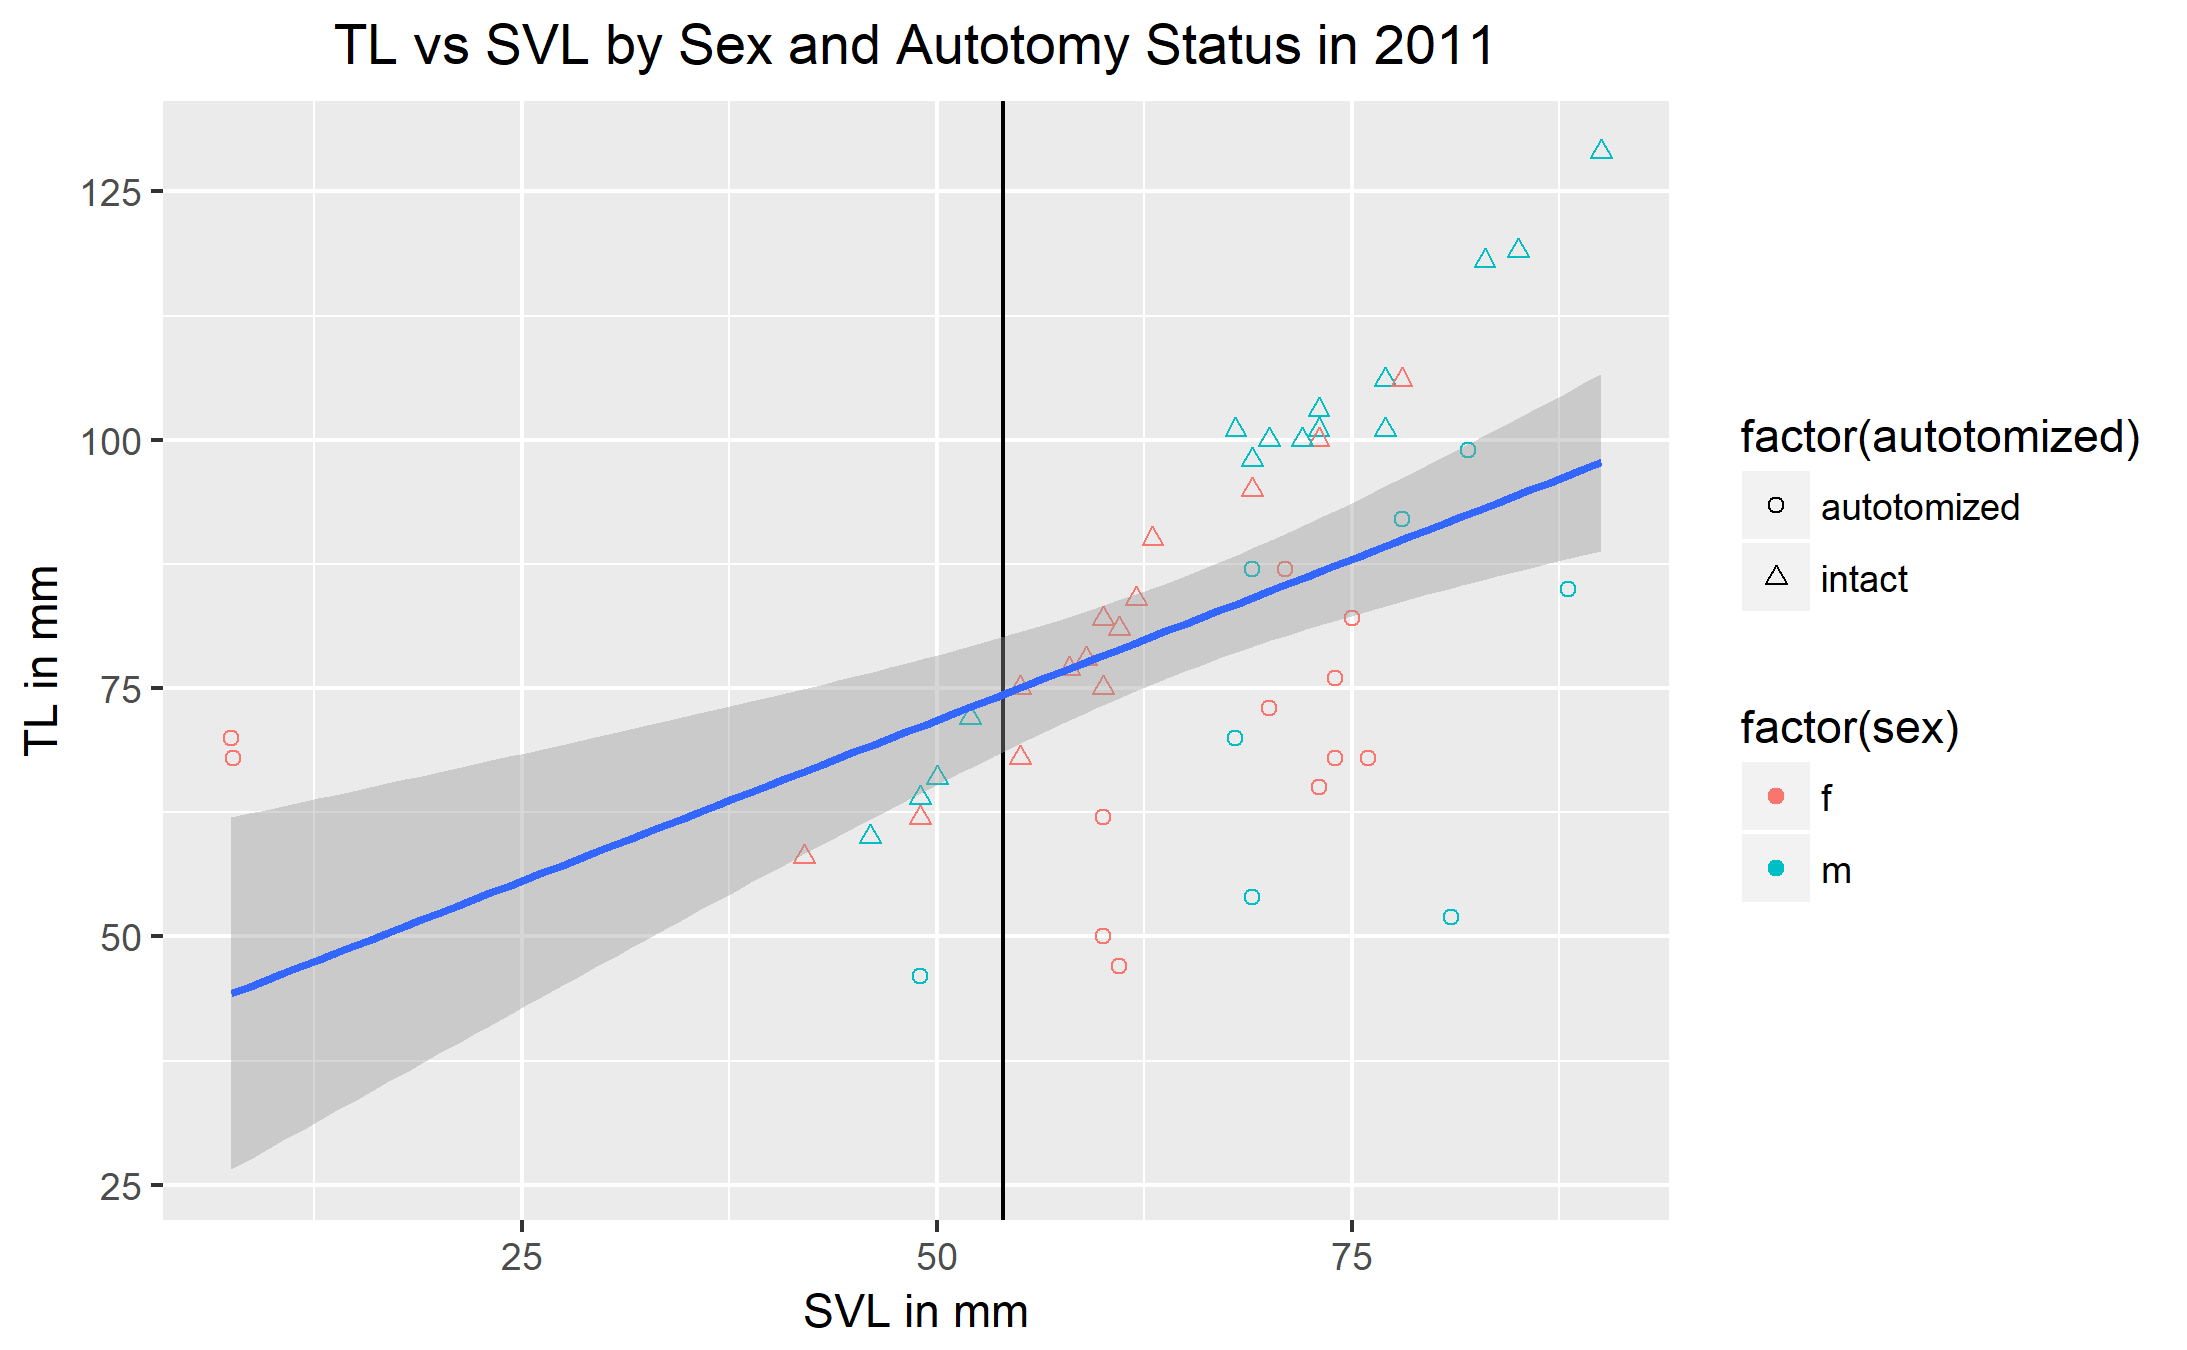 TL vs SVL by Sex and Autotomy Status in 2011
125
100
75
50
25
TL in mm
25
50
75
SVL in mm
factor(autotomized)
autotomized
intact
factor(sex)
f
m